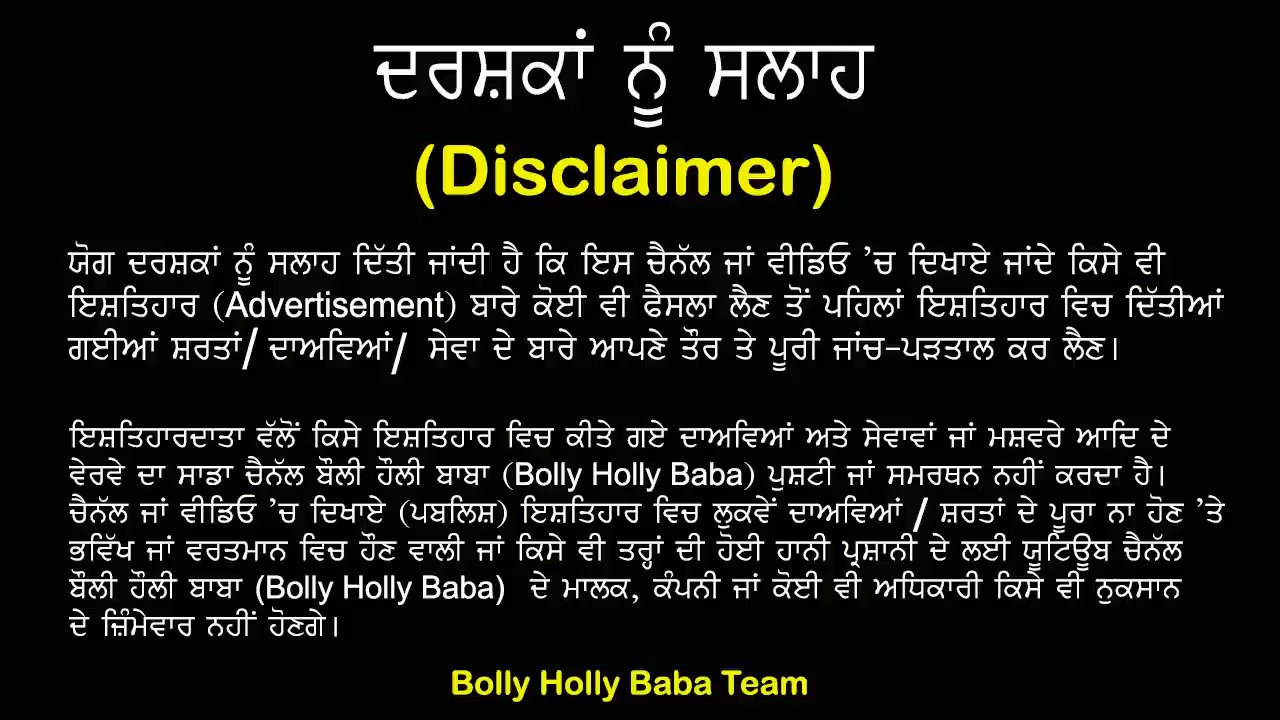 ਦਰਸ਼ਕਾਂ ਨੂੰ ਸਲਾਹ
(Disclaimer)
ਯੋਗ ਦਰਸ਼ਕਾਂ ਨੂੰ ਸਲਾਹ ਦਿੱਤੀ ਜਾਂਦੀ ਹੈ ਕਿ ਇਸ ਚੈਨੱਲ ਜਾਂ ਵੀਡਿਓ ’ਚ ਦਿਖਾਏ ਜਾਂਦੇ ਕਿਸੇ ਵੀ
ਇਸ਼ਤਿਹਾਰ (Advertisement) ਬਾਰੇ ਕੋਈ ਵੀ ਫੈਸਲਾ ਲੈਣ ਤੋਂ ਪਹਿਲਾਂ ਇਸ਼ਤਿਹਾਰ ਵਿਚ ਦਿੱਤੀਆਂ
ਗਈਆਂ ਸ਼ਰਤਾਂ/ ਦਾਅਵਿਆਂ/ ਸੇਵਾ ਦੇ ਬਾਰੇ ਆਪਣੇ ਤੌਰ ਤੇ ਪੂਰੀ ਜਾਂਚ-ਪੜਤਾਲ ਕਰ ਲੈਣ।
ਇਸ਼ਤਿਹਾਰਦਾਤਾ ਵੱਲੋਂ ਕਿਸੇ ਇਸ਼ਤਿਹਾਰ ਵਿਚ ਕੀਤੇ ਗਏ ਦਾਅਵਿਆਂ ਅਤੇ ਸੇਵਾਵਾਂ ਜਾਂ ਮਸ਼ਵਰੇ ਆਦਿ ਦੇ
ਵੇਰਵੇ ਦਾ ਸਾਡਾ ਚੈਨੱਲ ਬੌਲੀ ਹੌਲੀ ਬਾਬਾ (Bolly Holly Baba) ਪੁਸ਼ਟੀ ਜਾਂ ਸਮਰਥਨ ਨਹੀਂ ਕਰਦਾ ਹੈ।
ਚੈਨੱਲ ਜਾਂ ਵੀਡਿਓ ’ਚ ਦਿਖਾਏ (ਪਬਲਿਸ਼) ਇਸ਼ਤਿਹਾਰ ਵਿਚ ਲੁਕਵੇਂ ਦਾਅਵਿਆਂ / ਸ਼ਰਤਾਂ ਦੇ ਪੂਰਾ ਨਾ ਹੋਣ ’ਤੇ
ਭਵਿੱਖ ਜਾਂ ਵਰਤਮਾਨ ਵਿਚ ਹੌਣ ਵਾਲੀ ਜਾਂ ਕਿਸੇ ਵੀ ਤਰ੍ਹਾਂ ਦੀ ਹੋਈ ਹਾਨੀ ਪ੍ਰਸ਼ਾਨੀ ਦੇ ਲਈ ਯੂਟਿਊਬ ਚੈਨੱਲ
ਬੌਲੀ ਹੌਲੀ ਬਾਬਾ (Bolly Holly Baba) ਦੇ ਮਾਲਕ, ਕੰਪਨੀ ਜਾਂ ਕੋਈ ਵੀ ਅਧਿਕਾਰੀ ਕਿਸੇ ਵੀ ਨੁਕਸਾਨ
ਦੇ ਜ਼ਿੰਮੇਵਾਰ ਨਹੀਂ ਹੋਣਗੇ।
Bolly Holly Baba Team